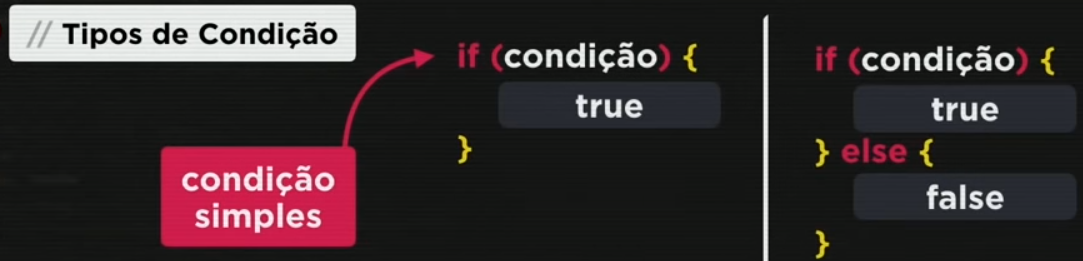 // Tipos de Condição
condição
simples
if (condição) {
true
}
if (condição) {
true
} else {
false
}